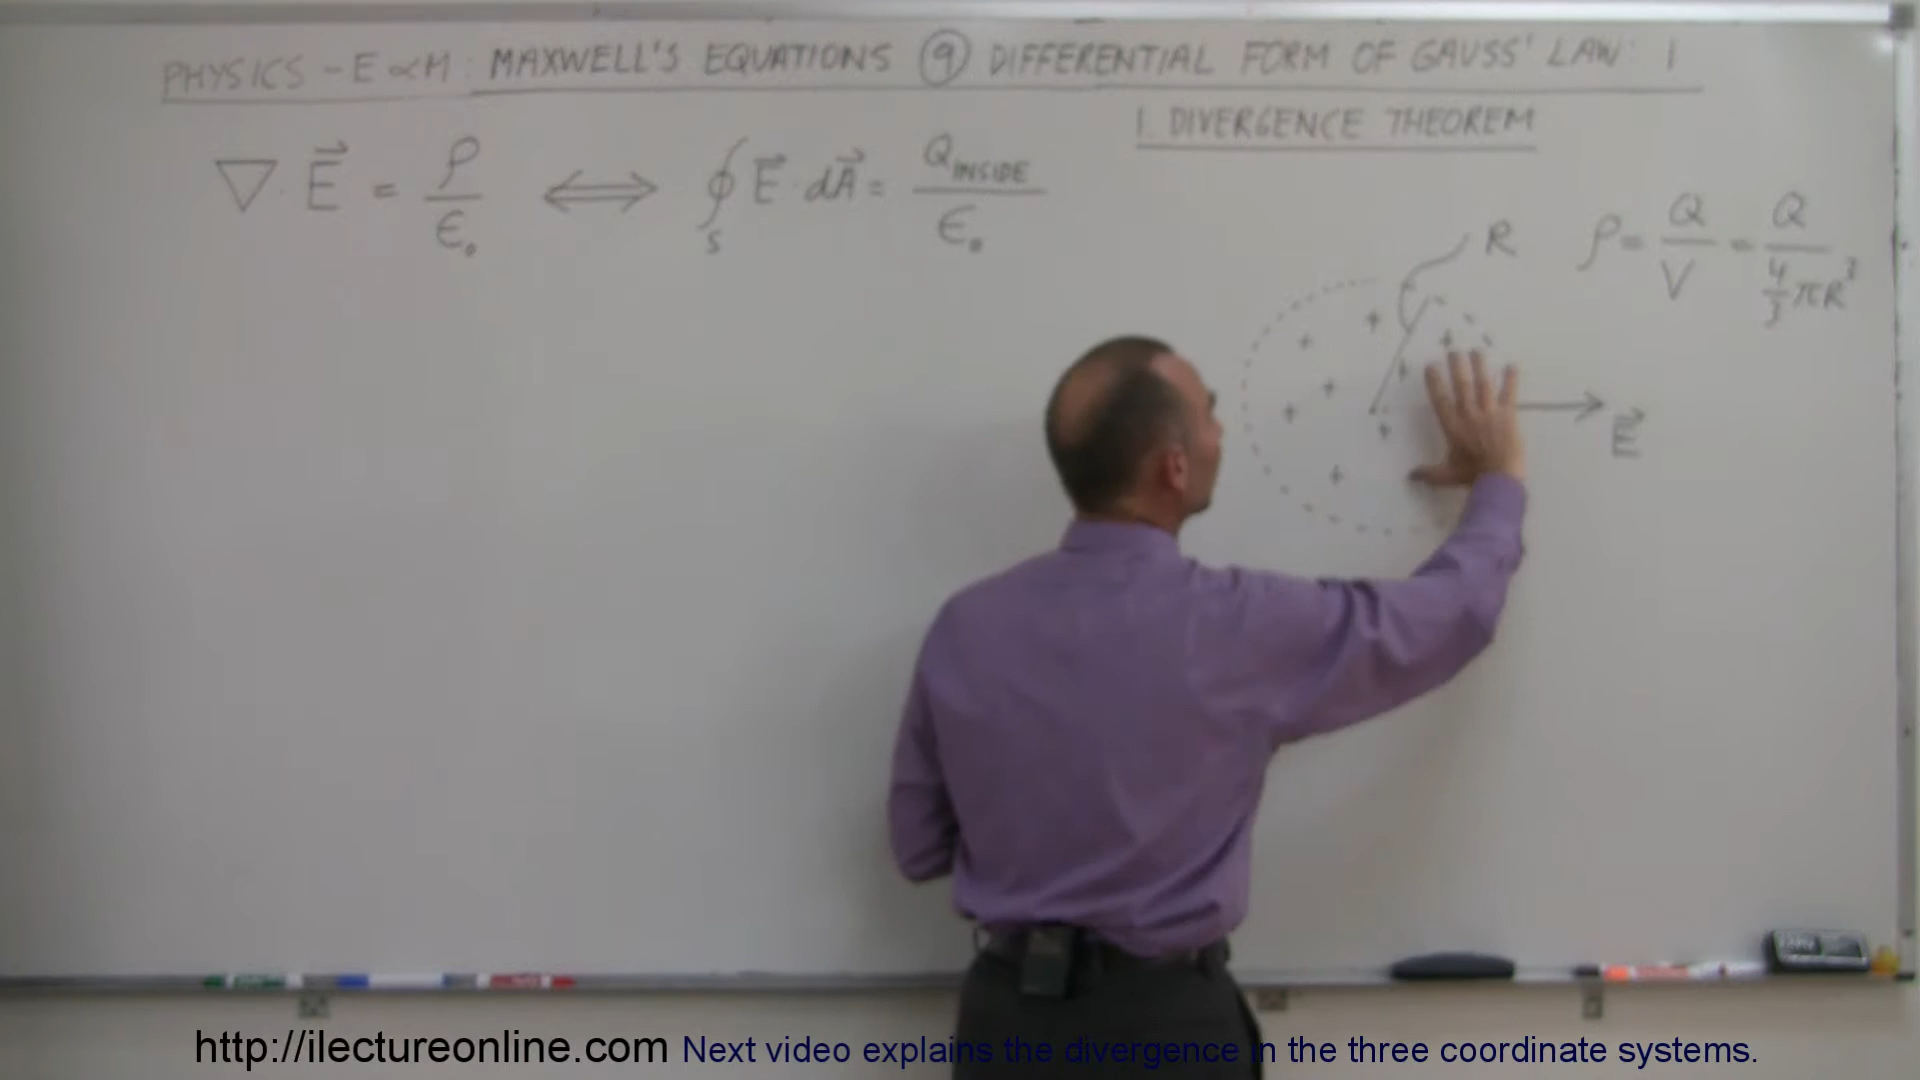 PHYSICS - E & M: MAXWELL'S EQUATIONS ⑨ DIFFERENTIAL FORM OF GAUSS' LAW: 1
1. DIVERGENCE THEOREM
∇ · E⃗ = ρ/ϵ₀ ⟺ ∮_S E⃗ · dA⃗ = Q_INSIDE/ϵ₀
R
ρ = Q/V = Q/(4/3 πR³)
E⃗
http://ilectureonline.com Next video explains the divergence in the three coordinate systems.